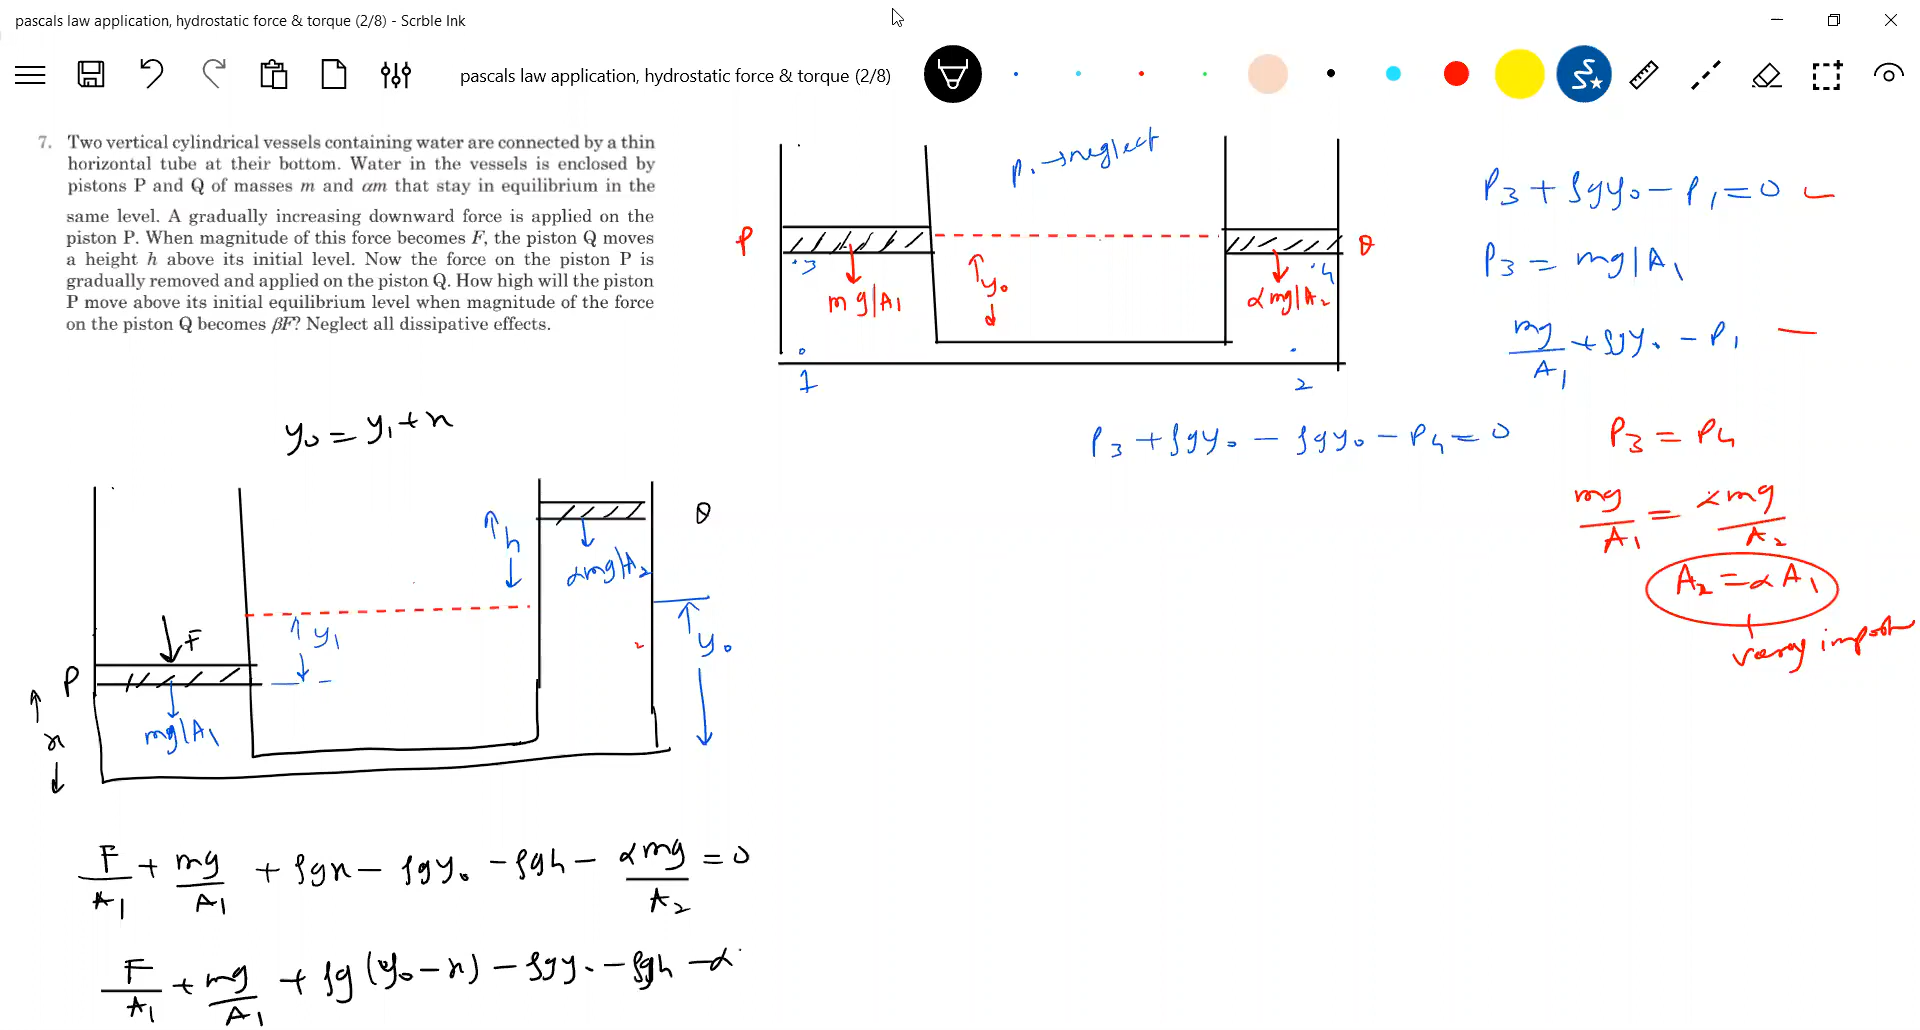 pascals law application, hydrostatic force & torque (2/8) - Scrble Ink
pascals law application, hydrostatic force & torque (2/8)
7. Two vertical cylindrical vessels containing water are connected by a thin
horizontal tube at their bottom. Water in the vessels is enclosed by
pistons P and Q of masses m and αm that stay in equilibrium in the
same level. A gradually increasing downward force is applied on the
piston P. When magnitude of this force becomes F, the piston Q moves
a height h above its initial level. Now the force on the piston P is
gradually removed and applied on the piston Q. How high will the piston
P move above its initial equilibrium level when magnitude of the force
on the piston Q becomes βF? Neglect all dissipative effects.
P. → neglect
P
Q
.3
.4
mg/A₁
y₀
αmg/A₂
1
2
P₃ + ρgy₀ - P₁ = 0
P₃ = mg/A₁
mg/A₁ + ρgy₀ - P₁
P₃ + ρgy₀ - ρgy₀ - P₄ = 0
P₃ = P₄
mg/A₁ = αmg/A₂
A₂ = αA₁
very
y₀ = y₁ + x
Q
h
αmg/A₂
F
y₁
y₀
P
mg/A₁
x
F/A₁ + mg/A₁ + ρgx - ρgy₀ - ρgh - αmg/A₂ = 0
F/A₁ + mg/A₁ + ρg(y₀ - x) - ρgy₀ - ρgh - α